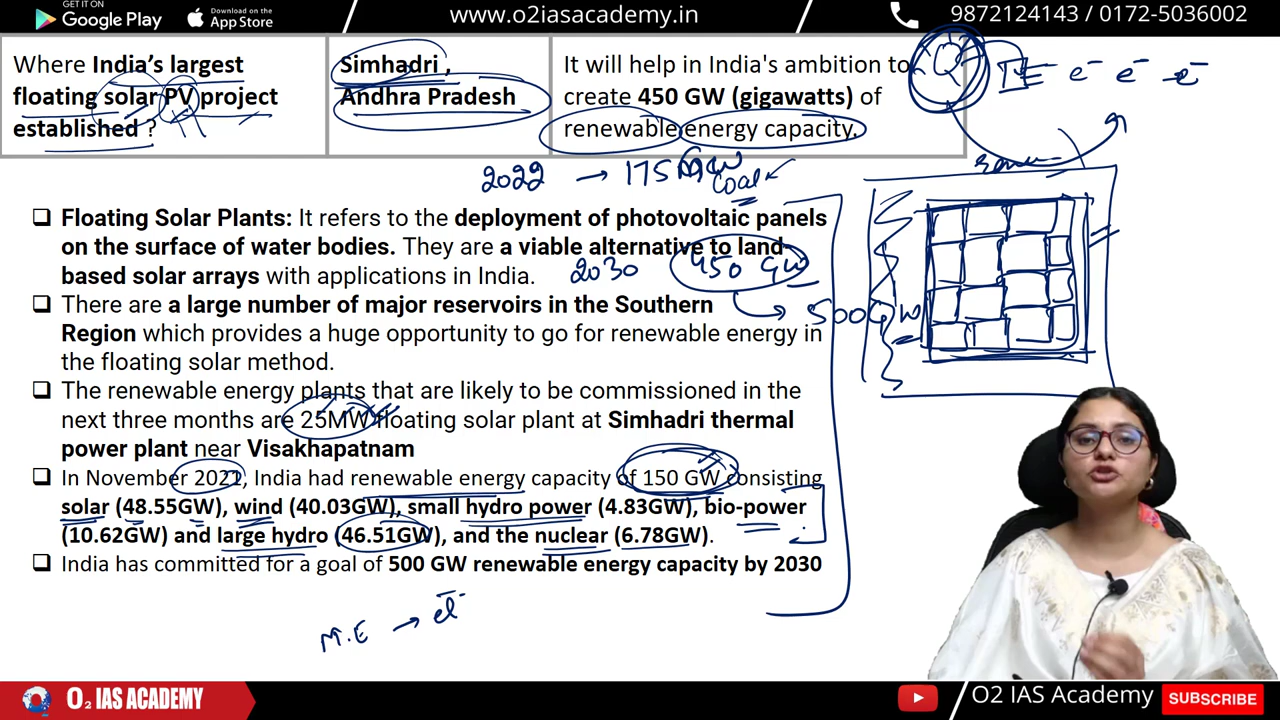 GET IT ON
Google Play
Download on the
App Store
www.o2iasacademy.in
9872124143 / 0172-5036002
Where India's largest
floating solar PV project
established ?
Simhadri ,
Andhra Pradesh
It will help in India's ambition to
create 450 GW (gigawatts) of
renewable energy capacity.
e⁻ e⁻ e⁻
2022 → 175 GW
Coal
❑ Floating Solar Plants: It refers to the deployment of photovoltaic panels
on the surface of water bodies. They are a viable alternative to land-
based solar arrays with applications in India.
2030 450 GW
→ 500GW
❑ There are a large number of major reservoirs in the Southern
Region which provides a huge opportunity to go for renewable energy in
the floating solar method.
❑ The renewable energy plants that are likely to be commissioned in the
next three months are 25MW floating solar plant at Simhadri thermal
power plant near Visakhapatnam
❑ In November 2021, India had renewable energy capacity of 150 GW consisting
solar (48.55GW), wind (40.03GW), small hydro power (4.83GW), bio-power
(10.62GW) and large hydro (46.51GW), and the nuclear (6.78GW).
❑ India has committed for a goal of 500 GW renewable energy capacity by 2030
M.E → el
O₂ IAS ACADEMY
O2 IAS Academy
SUBSCRIBE